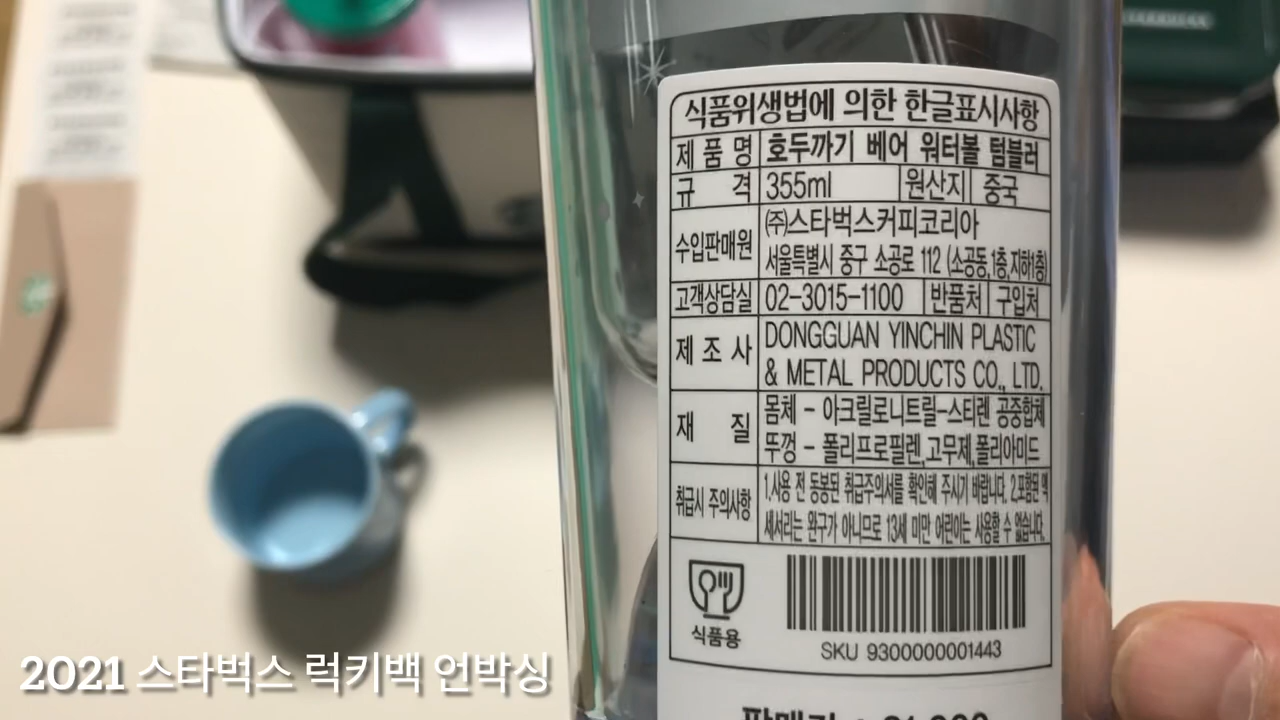 식품위생법에 의한 한글표시사항
제 품 명 호두까기 베어 워터볼 텀블러
규 격 355ml 원산지 중국
수입판매원 (주)스타벅스커피코리아
서울특별시 중구 소공로 112 (소공동,1층,지하1층)
고객상담실 02-3015-1100 반품처 구입처
제 조 사 DONGGUAN YINCHIN PLASTIC
& METAL PRODUCTS CO., LTD.
재 질 몸체 - 아크릴로니트릴-스티렌 공중합체
뚜껑 - 폴리프로필렌,고무제,폴리아미드
취급시 주의사항 1.사용 전 동봉된 취급주의서를 확인해 주시기 바랍니다. 2.포함된 액
세서리는 완구가 아니므로 13세 미만 어린이는 사용할 수 없습니다.
식품용
SKU 9300000001443
2021 스타벅스 럭키백 언박싱